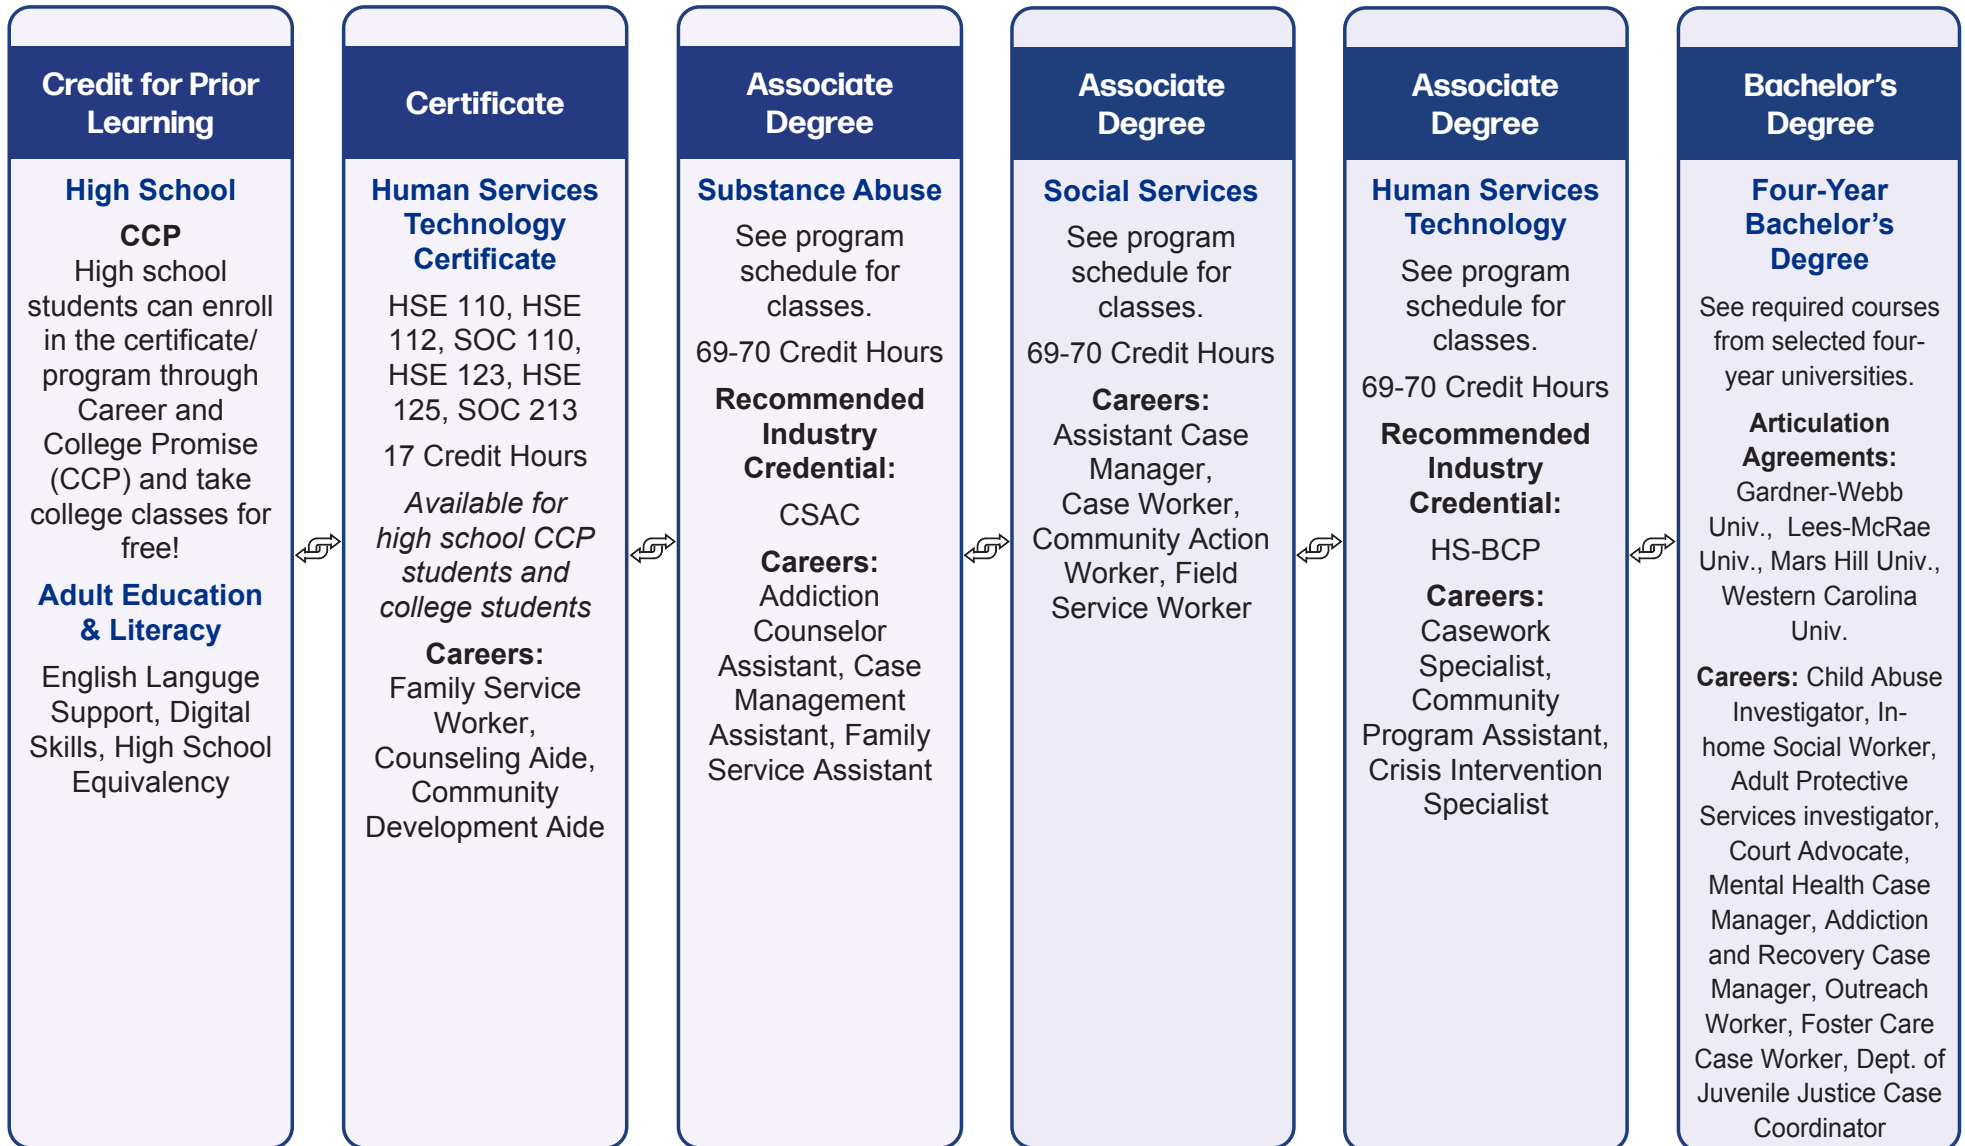 Credit for Prior
Learning
High School
CCP
High school
students can enroll
in the certificate/
program through
Career and
College Promise
(CCP) and take
college classes for
free!
Adult Education
& Literacy
English Languge
Support, Digital
Skills, High School
Equivalency
Certificate
Human Services
Technology
Certificate
HSE 110, HSE
112, SOC 110,
HSE 123, HSE
125, SOC 213
17 Credit Hours
Available for
high school CCP
students and
college students
Careers:
Family Service
Worker,
Counseling Aide,
Community
Development Aide
Associate
Degree
Substance Abuse
See program
schedule for
classes.
69-70 Credit Hours
Recommended
Industry
Credential:
CSAC
Careers:
Addiction
Counselor
Assistant, Case
Management
Assistant, Family
Service Assistant
Associate
Degree
Social Services
See program
schedule for
classes.
69-70 Credit Hours
Careers:
Assistant Case
Manager,
Case Worker,
Community Action
Worker, Field
Service Worker
Associate
Degree
Human Services
Technology
See program
schedule for
classes.
69-70 Credit Hours
Recommended
Industry
Credential:
HS-BCP
Careers:
Casework
Specialist,
Community
Program Assistant,
Crisis Intervention
Specialist
Bachelor’s
Degree
Four-Year
Bachelor’s
Degree
See required courses
from selected four-
year universities.
Articulation
Agreements:
Gardner-Webb
Univ., Lees-McRae
Univ., Mars Hill Univ.,
Western Carolina
Univ.
Careers: Child Abuse
Investigator, In-
home Social Worker,
Adult Protective
Services investigator,
Court Advocate,
Mental Health Case
Manager, Addiction
and Recovery Case
Manager, Outreach
Worker, Foster Care
Case Worker, Dept. of
Juvenile Justice Case
Coordinator